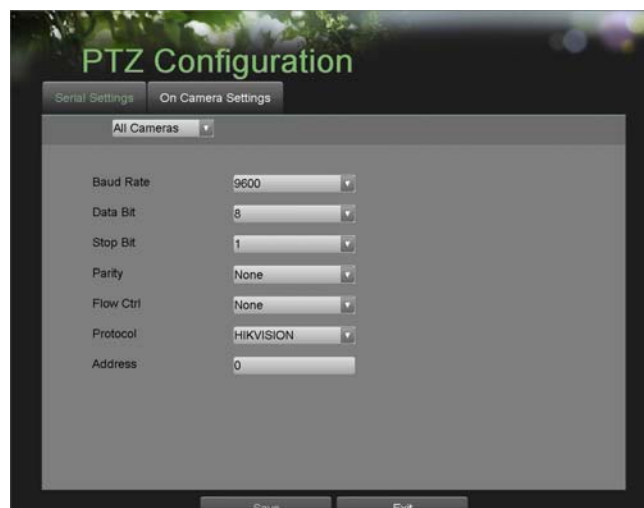 PTZ Configuration
Serial Settings On Camera Settings
All Cameras
Baud Rate 9600
Data Bit 8
Stop Bit 1
Parity None
Flow Ctrl None
Protocol HIKVISION
Address 0
Save Exit